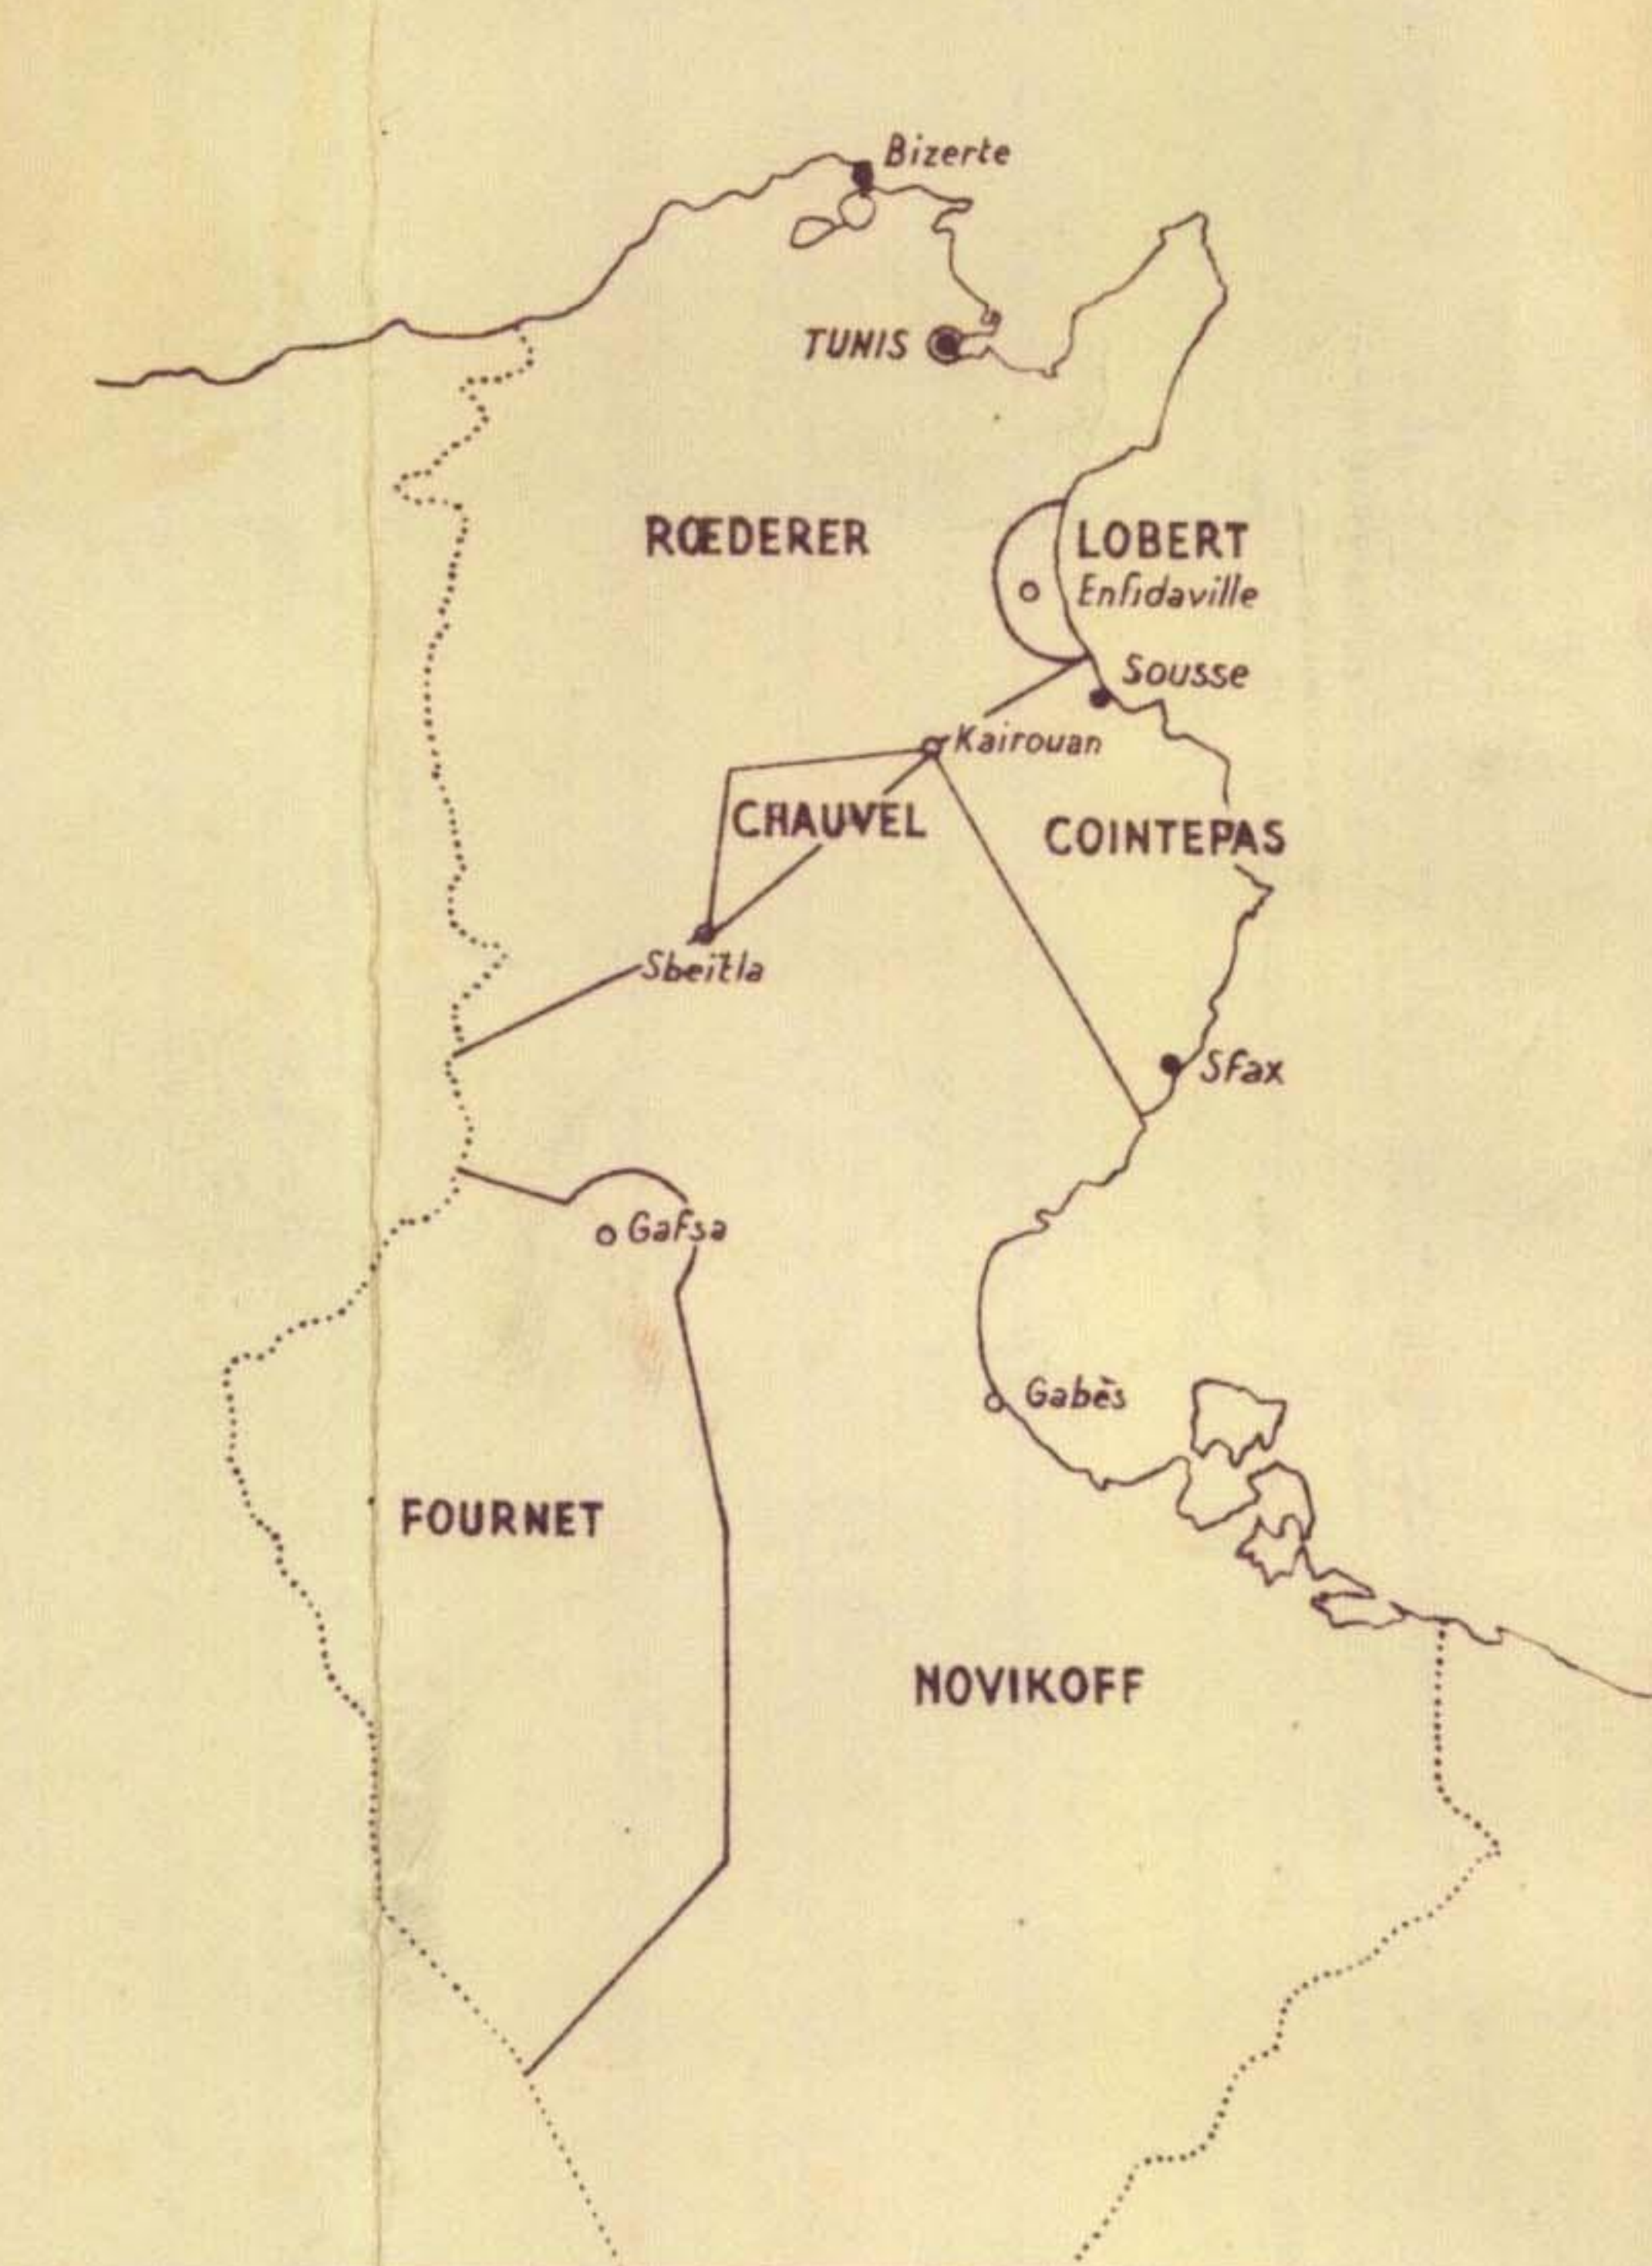 Bizerte
TUNIS
RŒDERER
LOBERT
Enfidaville
Sousse
Kairouan
CHAUVEL
COINTEPAS
Sbeïtla
Sfax
Gafsa
Gabès
FOURNET
NOVIKOFF